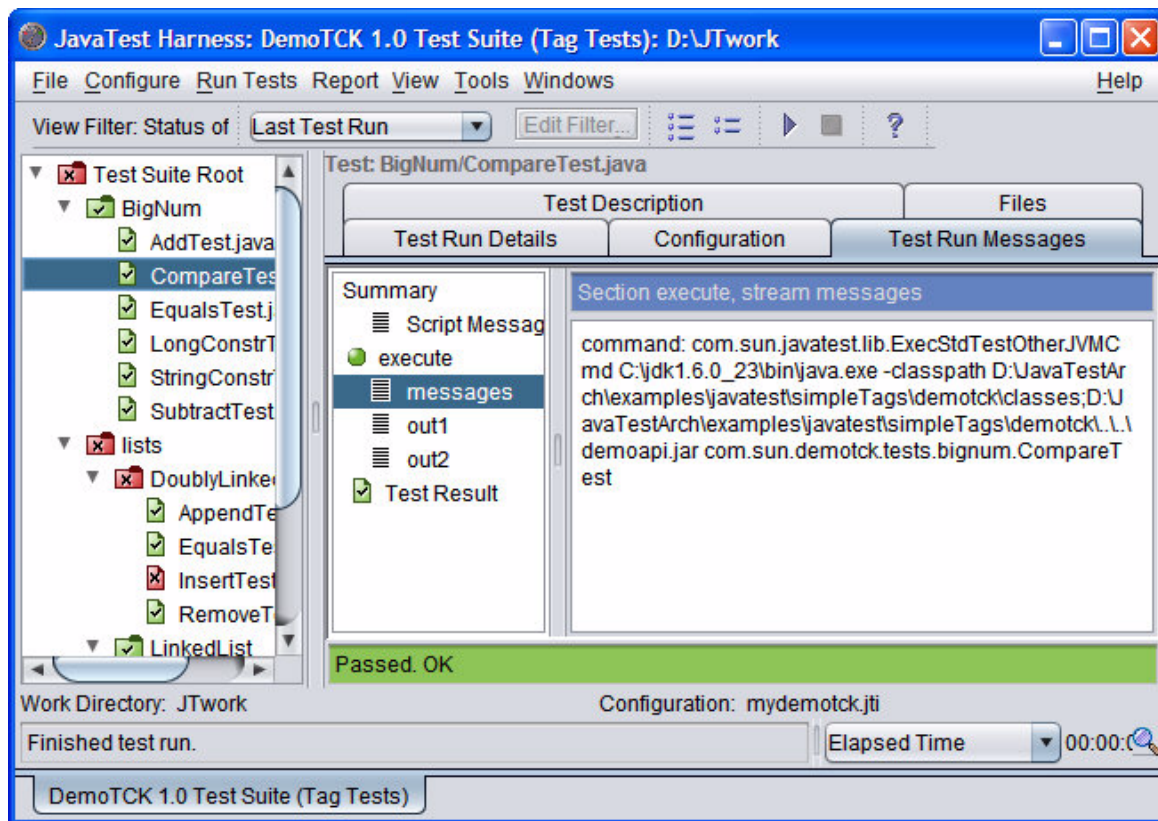 JavaTest Harness: DemoTCK 1.0 Test Suite (Tag Tests): D:\JTwork
File Configure Run Tests Report View Tools Windows Help
View Filter: Status of Last Test Run Edit Filter... ?
Test Suite Root
BigNum
AddTest.java
CompareTes
EqualsTest.j
LongConstrT
StringConstr
SubtractTest
lists
DoublyLinke
AppendTe
EqualsTe
InsertTest
RemoveT
LinkedList
Test: BigNum/CompareTest.java
Test Description Files
Test Run Details Configuration Test Run Messages
Summary
Script Messag
execute
messages
out1
out2
Test Result
Section execute, stream messages
command: com.sun.javatest.lib.ExecStdTestOtherJVMC
md C:\jdk1.6.0_23\bin\java.exe -classpath D:\JavaTestAr
ch\examples\javatest\simpleTags\demotck\classes;D:\J
avaTestArch\examples\javatest\simpleTags\demotck\..\..\
demoapi.jar com.sun.demotck.tests.bignum.CompareT
est
Passed. OK
Work Directory: JTwork Configuration: mydemotck.jti
Finished test run. Elapsed Time 00:00:0
DemoTCK 1.0 Test Suite (Tag Tests)